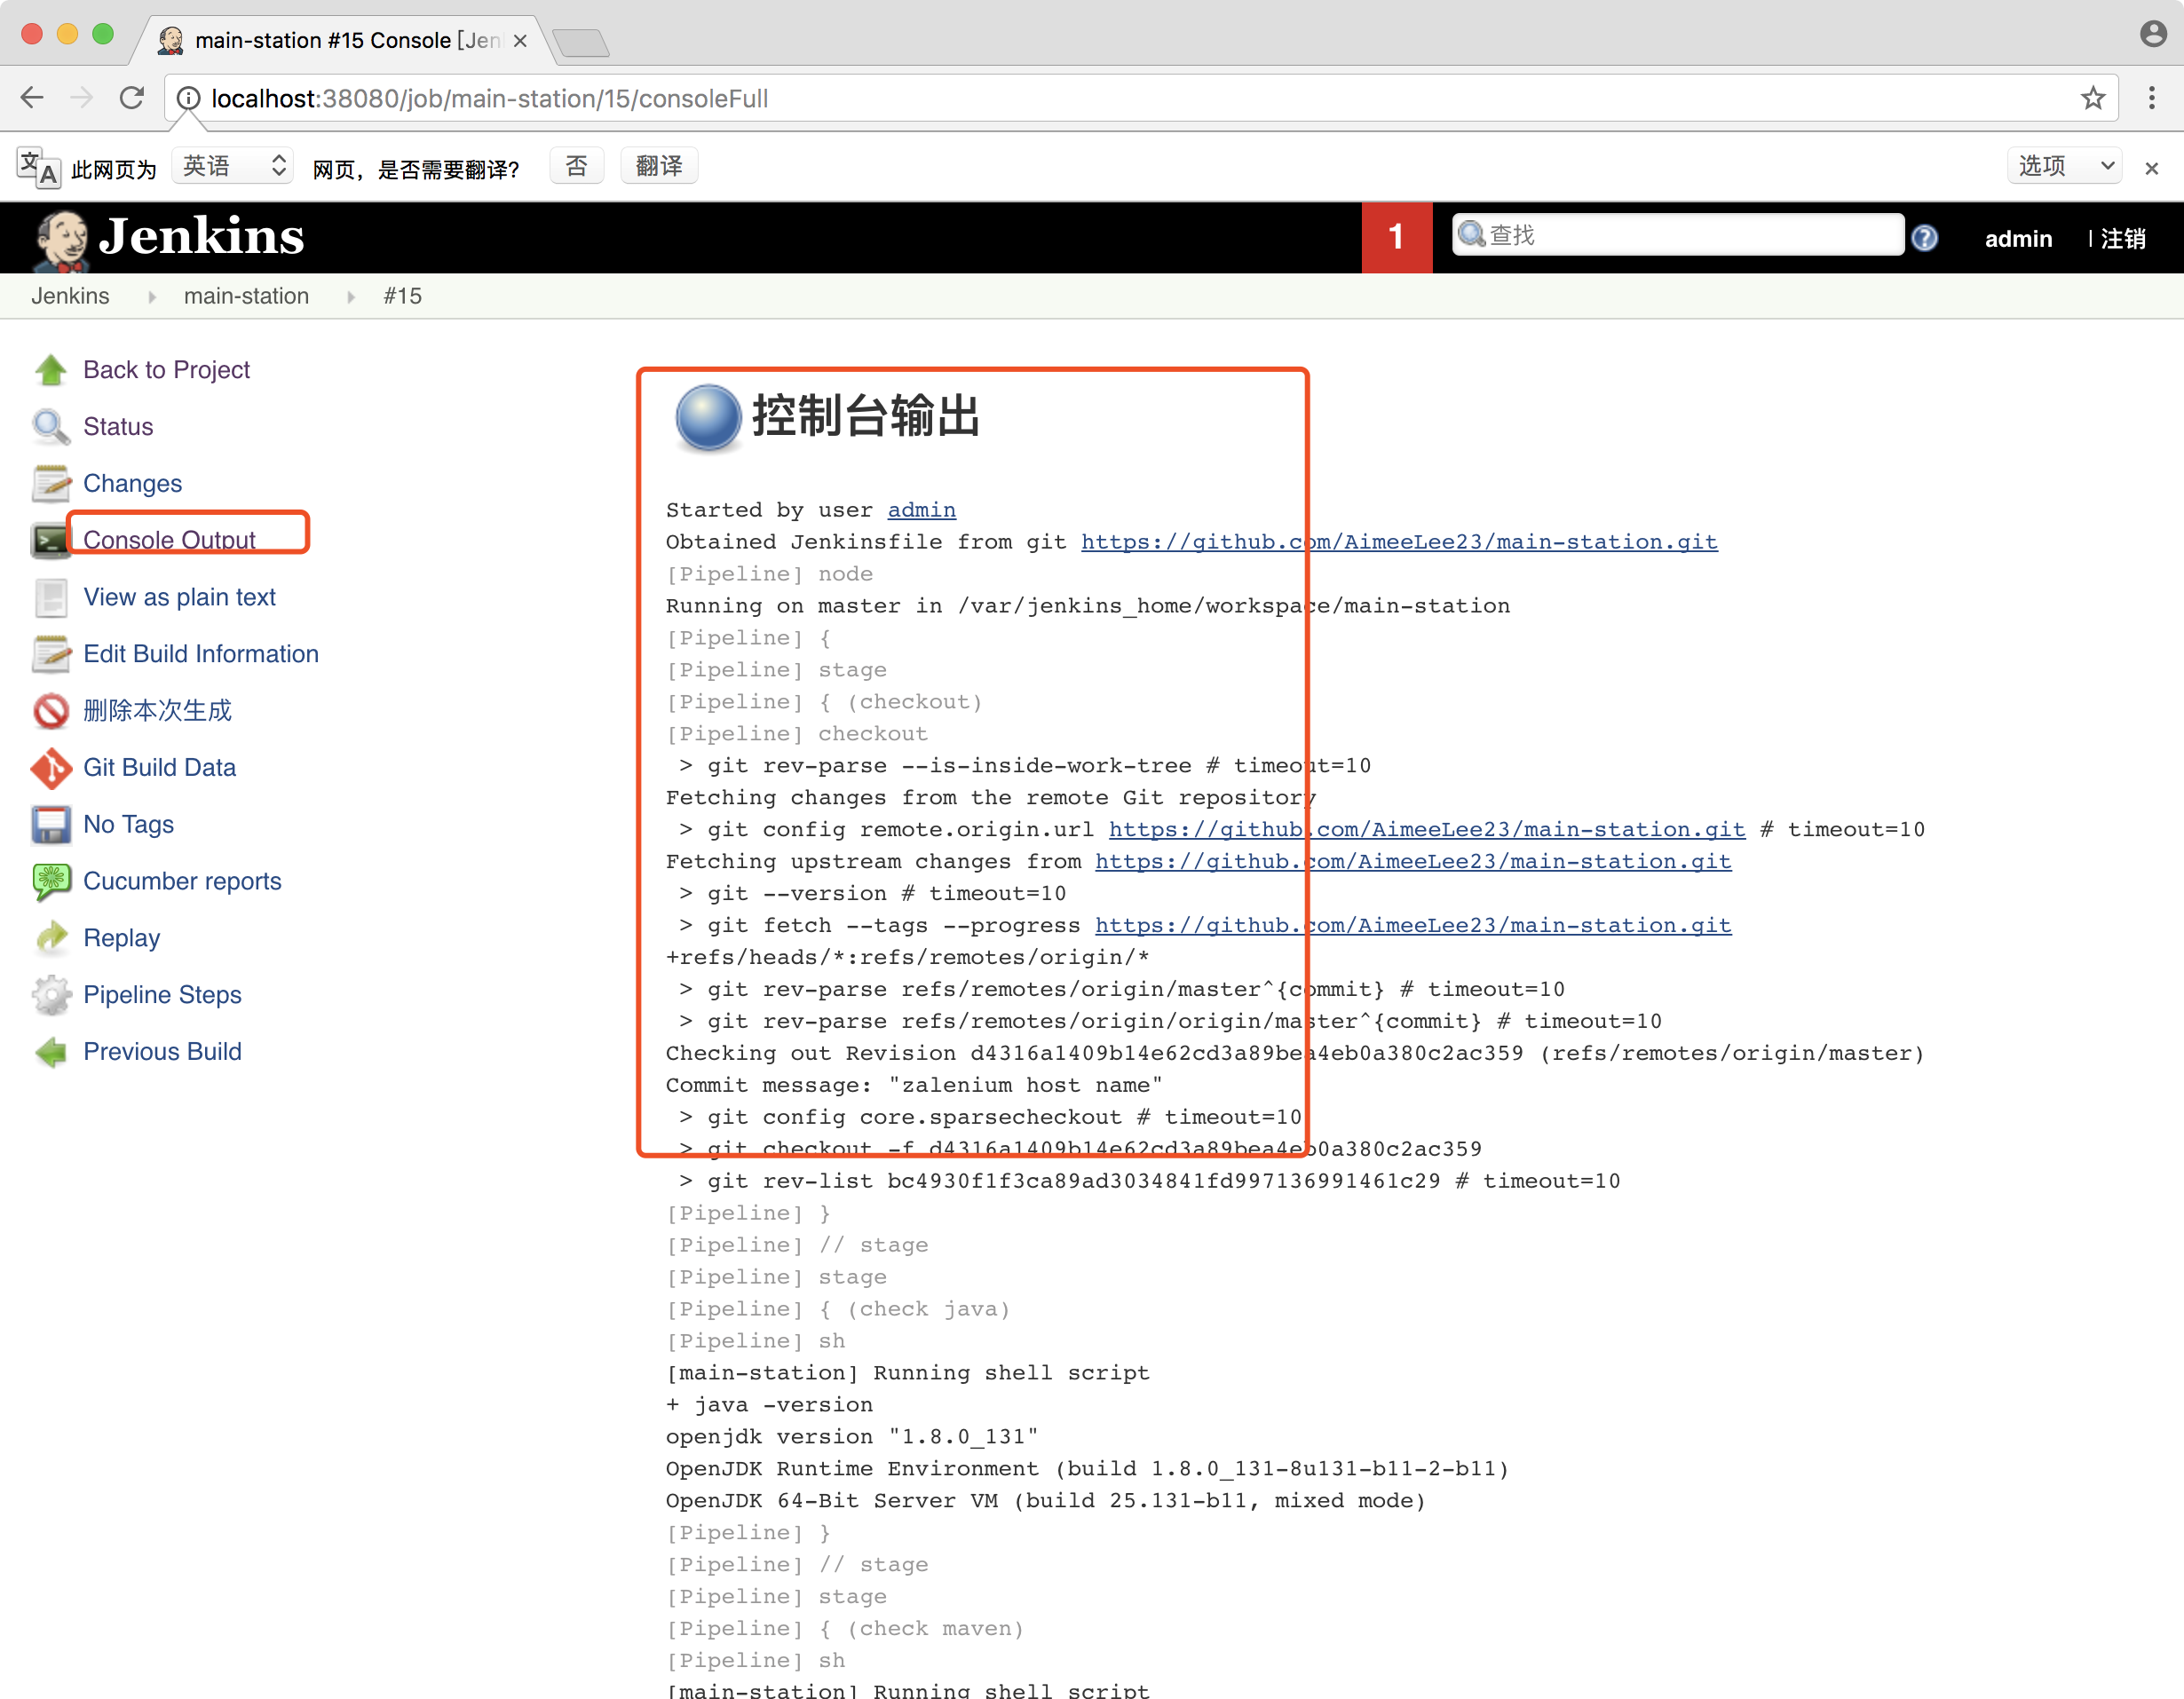 main-station #15 Console [Jen
localhost:38080/job/main-station/15/consoleFull
此网页为 英语 网页，是否需要翻译？ 否 翻译 选项
Jenkins 1 查找 admin | 注销
Jenkins main-station #15
Back to Project
Status
Changes
Console Output
View as plain text
Edit Build Information
删除本次生成
Git Build Data
No Tags
Cucumber reports
Replay
Pipeline Steps
Previous Build
控制台输出
Started by user admin
Obtained Jenkinsfile from git https://github.com/AimeeLee23/main-station.git
[Pipeline] node
Running on master in /var/jenkins_home/workspace/main-station
[Pipeline] {
[Pipeline] stage
[Pipeline] { (checkout)
[Pipeline] checkout
 > git rev-parse --is-inside-work-tree # timeout=10
Fetching changes from the remote Git repository
 > git config remote.origin.url https://github.com/AimeeLee23/main-station.git # timeout=10
Fetching upstream changes from https://github.com/AimeeLee23/main-station.git
 > git --version # timeout=10
 > git fetch --tags --progress https://github.com/AimeeLee23/main-station.git
+refs/heads/*:refs/remotes/origin/*
 > git rev-parse refs/remotes/origin/master^{commit} # timeout=10
 > git rev-parse refs/remotes/origin/origin/master^{commit} # timeout=10
Checking out Revision d4316a1409b14e62cd3a89bea4eb0a380c2ac359 (refs/remotes/origin/master)
Commit message: "zalenium host name"
 > git config core.sparsecheckout # timeout=10
 > git checkout -f d4316a1409b14e62cd3a89bea4eb0a380c2ac359
 > git rev-list bc4930f1f3ca89ad3034841fd997136991461c29 # timeout=10
[Pipeline] }
[Pipeline] // stage
[Pipeline] stage
[Pipeline] { (check java)
[Pipeline] sh
[main-station] Running shell script
+ java -version
openjdk version "1.8.0_131"
OpenJDK Runtime Environment (build 1.8.0_131-8u131-b11-2-b11)
OpenJDK 64-Bit Server VM (build 25.131-b11, mixed mode)
[Pipeline] }
[Pipeline] // stage
[Pipeline] stage
[Pipeline] { (check maven)
[Pipeline] sh
[main-station] Running shell script